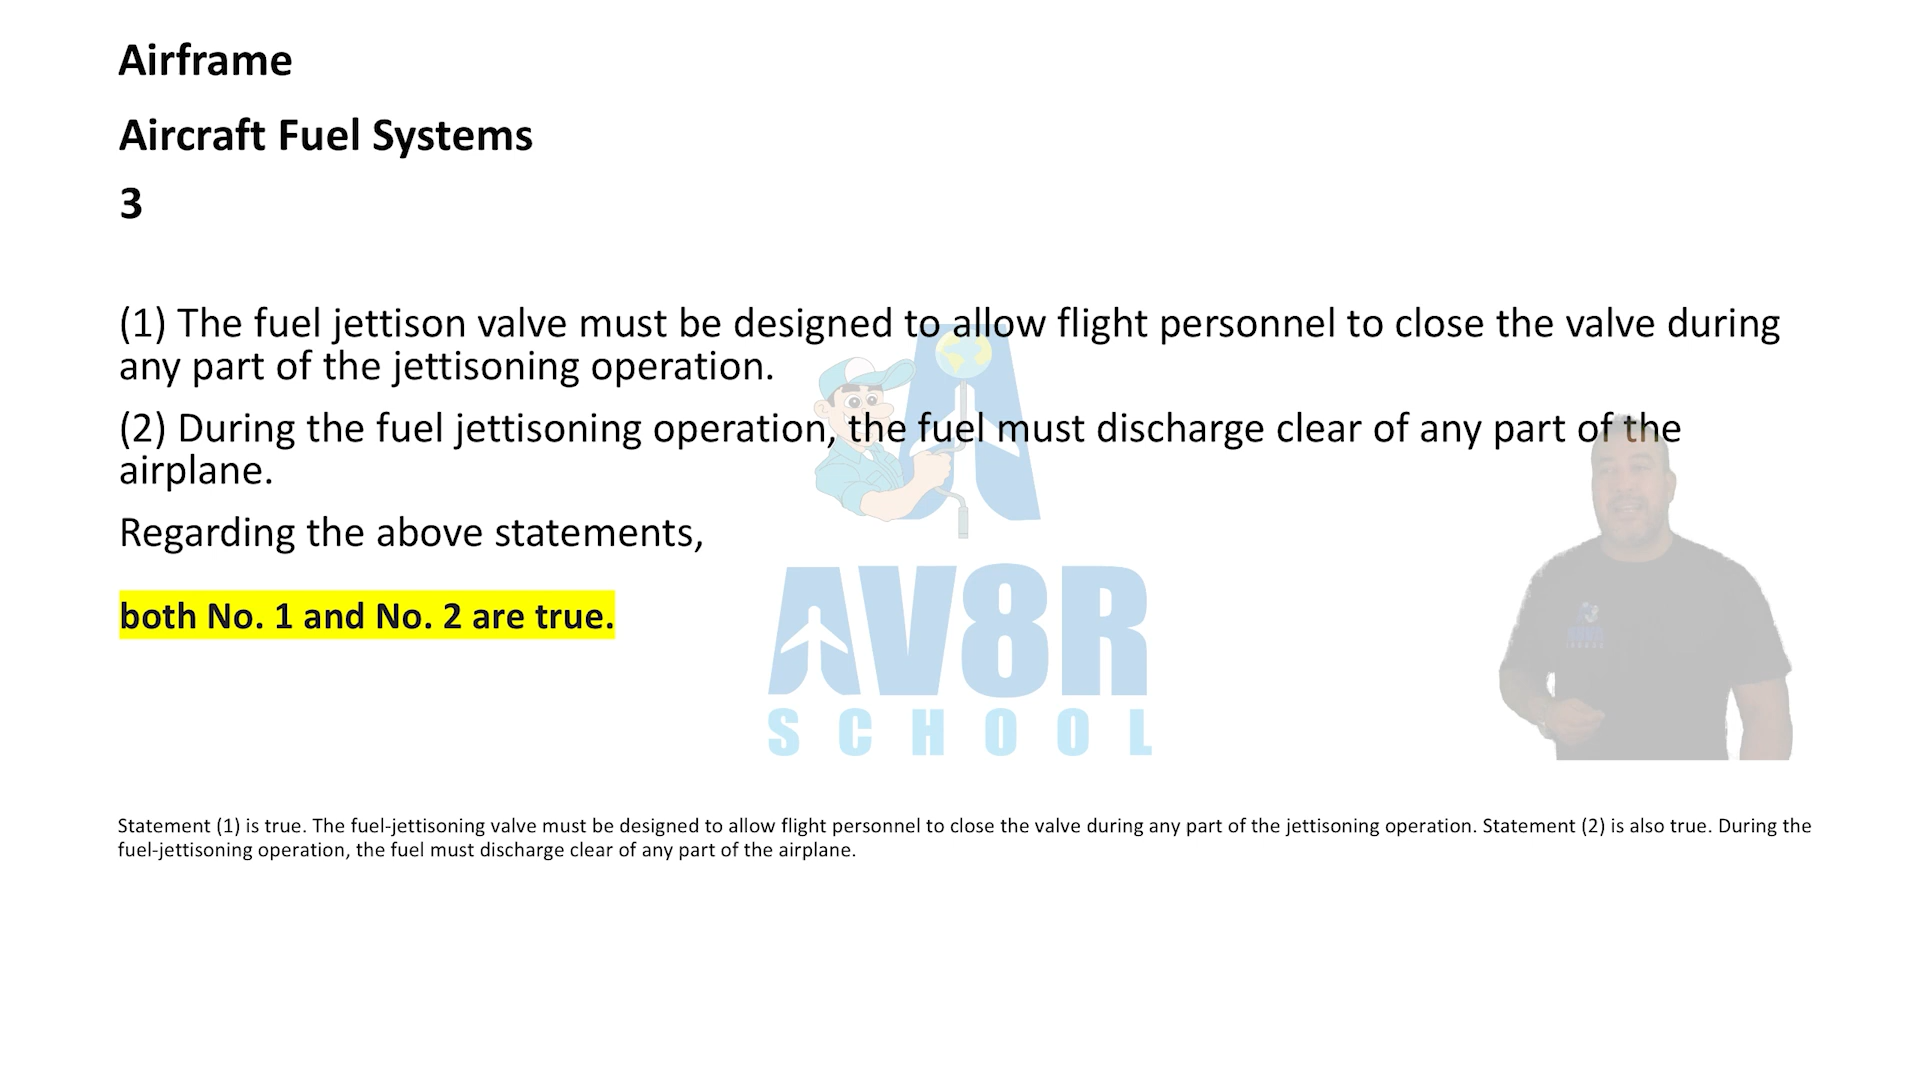 Airframe
Aircraft Fuel Systems
3
(1) The fuel jettison valve must be designed to allow flight personnel to close the valve during
any part of the jettisoning operation.
(2) During the fuel jettisoning operation, the fuel must discharge clear of any part of the
airplane.
Regarding the above statements,
both No. 1 and No. 2 are true.
AV8R
SCHOOL
Statement (1) is true. The fuel-jettisoning valve must be designed to allow flight personnel to close the valve during any part of the jettisoning operation. Statement (2) is also true. During the
fuel-jettisoning operation, the fuel must discharge clear of any part of the airplane.